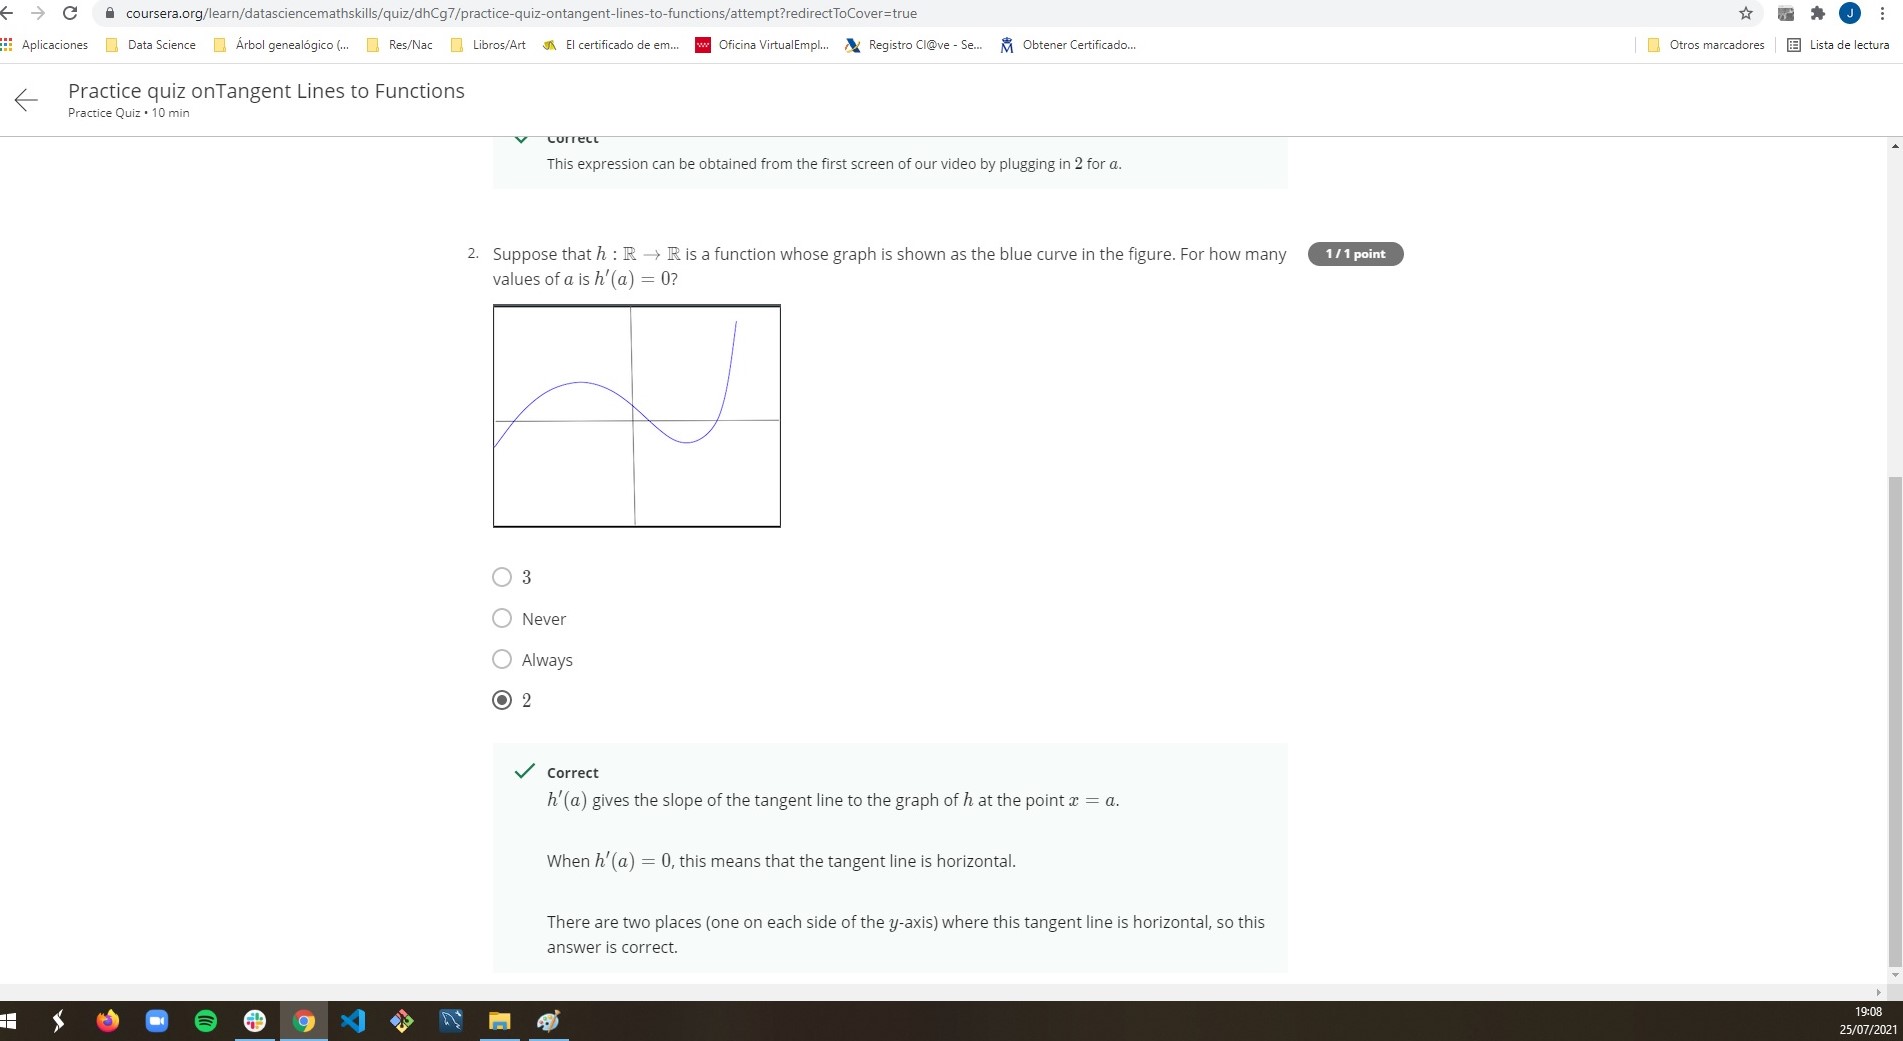 coursera.org/learn/datasciencemathskills/quiz/dhCg7/practice-quiz-ontangent-lines-to-functions/attempt?redirectToCover=true
J
Aplicaciones Data Science Árbol genealógico (... Res/Nac Libros/Art El certificado de em... Oficina VirtualEmpl... Registro Cl@ve - Se... Obtener Certificado... Otros marcadores Lista de lectura
Practice quiz onTangent Lines to Functions
Practice Quiz • 10 min
Correct
This expression can be obtained from the first screen of our video by plugging in 2 for a.
2. Suppose that h : ℝ → ℝ is a function whose graph is shown as the blue curve in the figure. For how many 1 / 1 point
values of a is h′(a) = 0?
3
Never
Always
2
Correct
h′(a) gives the slope of the tangent line to the graph of h at the point x = a.
When h′(a) = 0, this means that the tangent line is horizontal.
There are two places (one on each side of the y-axis) where this tangent line is horizontal, so this
answer is correct.
19:08
25/07/2021